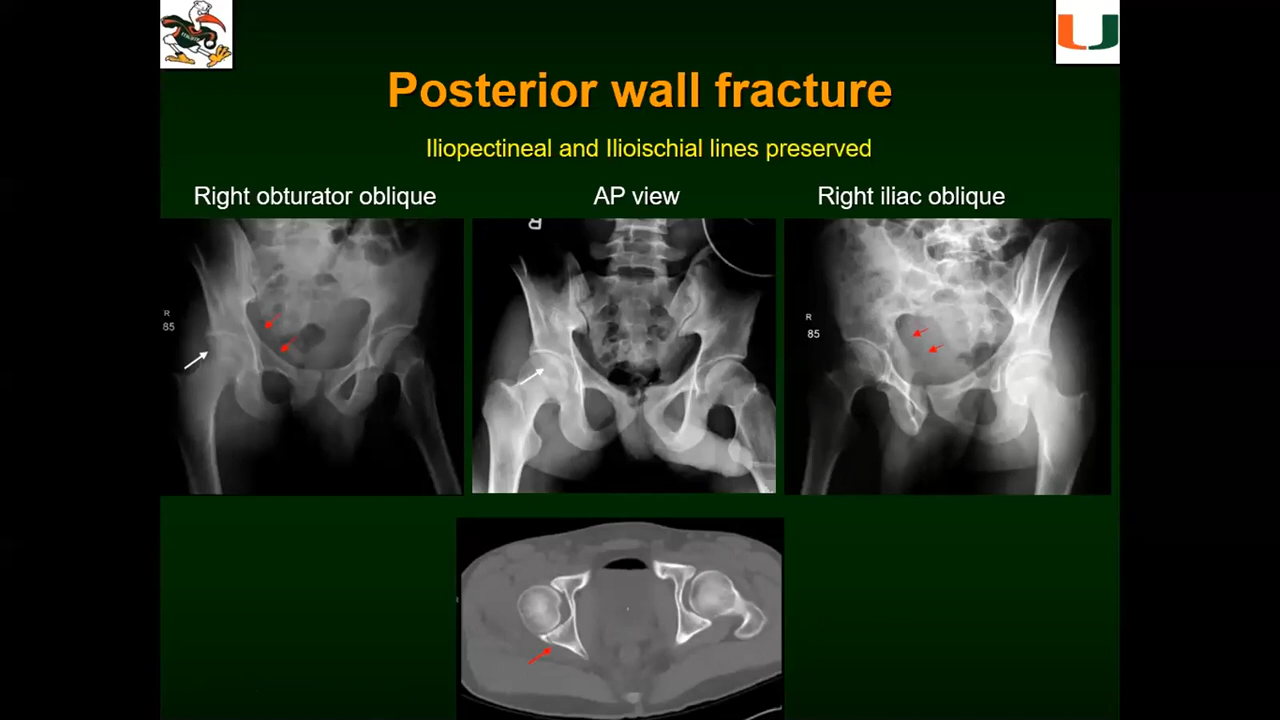 Posterior wall fracture
Iliopectineal and Ilioischial lines preserved
Right obturator oblique
AP view
Right iliac oblique
R
85
R
R
85